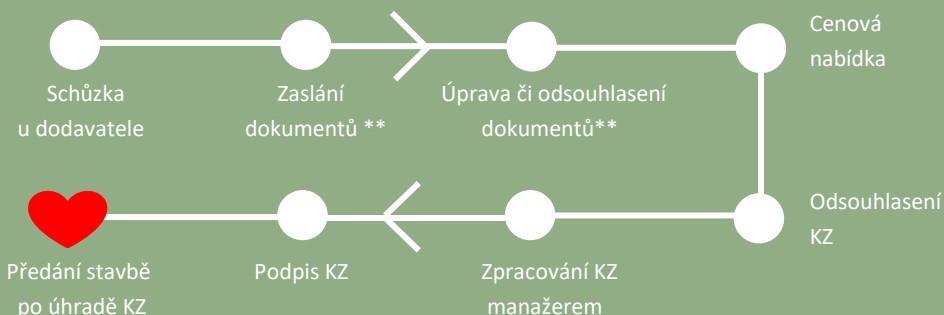 Schůzka
u dodavatele
Zaslání
dokumentů **
Úprava či odsouhlasení
dokumentů**
Cenová
nabídka
Odsouhlasení
KZ
Zpracování KZ
manažerem
Podpis KZ
Předání stavbě
po úhradě KZ